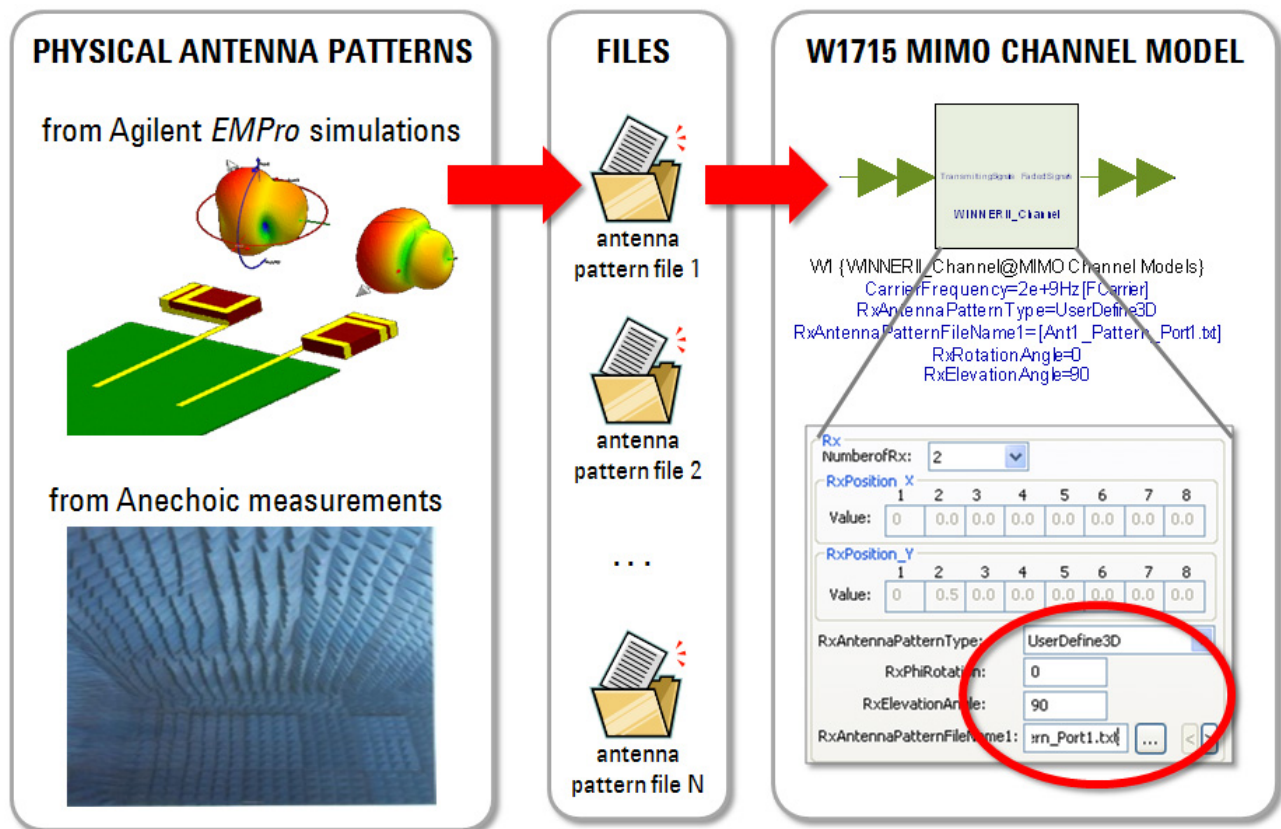 PHYSICAL ANTENNA PATTERNS
from Agilent EMPro simulations
from Anechoic measurements
FILES
antenna
pattern file 1
antenna
pattern file 2
...
antenna
pattern file N
W1715 MIMO CHANNEL MODEL
TransmitingSignals FadedSignals
WINNERII_Channel
W1 {WINNERII_Channel@MIMO Channel Models}
CarrierFrequency=2e+9Hz[FCarrier]
RxAntennaPatternType=UserDefine3D
RxAntennaPatternFileName1=[Ant1_Pattern_Port1.txt]
RxRotationAngle=0
RxElevationAngle=90
Rx
NumberofRx: 2
RxPosition_X
1 2 3 4 5 6 7 8
Value: 0 0.0 0.0 0.0 0.0 0.0 0.0 0.0
RxPosition_Y
1 2 3 4 5 6 7 8
Value: 0 0.5 0.0 0.0 0.0 0.0 0.0 0.0
RxAntennaPatternType: UserDefine3D
RxPhiRotation: 0
RxElevationAngle: 90
RxAntennaPatternFileName1: ern_Port1.txt ... < >